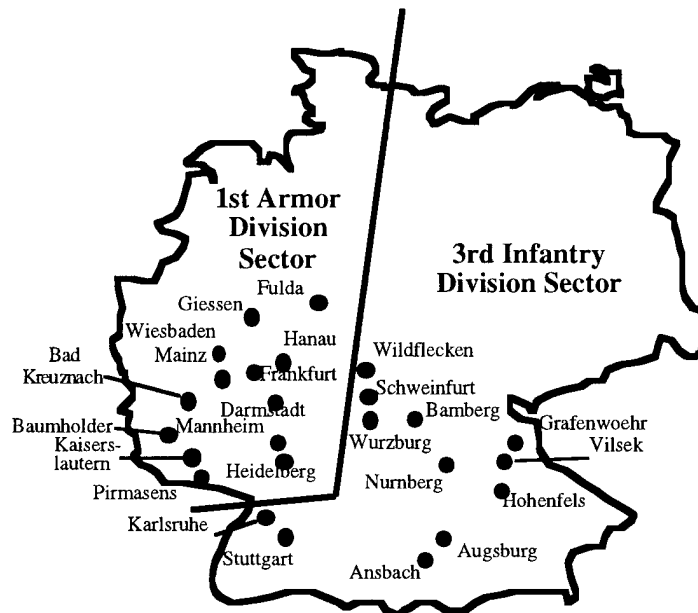 1st Armor
Division
Sector
3rd Infantry
Division Sector
Fulda
Giessen
Wiesbaden
Hanau
Mainz
Bad
Kreuznach
Frankfurt
Wildflecken
Schweinfurt
Darmstadt
Bamberg
Baumholder
Mannheim
Grafenwoehr
Kaisers-
lautern
Wurzburg
Vilsek
Heidelberg
Nurnberg
Pirmasens
Hohenfels
Karlsruhe
Stuttgart
Augsburg
Ansbach